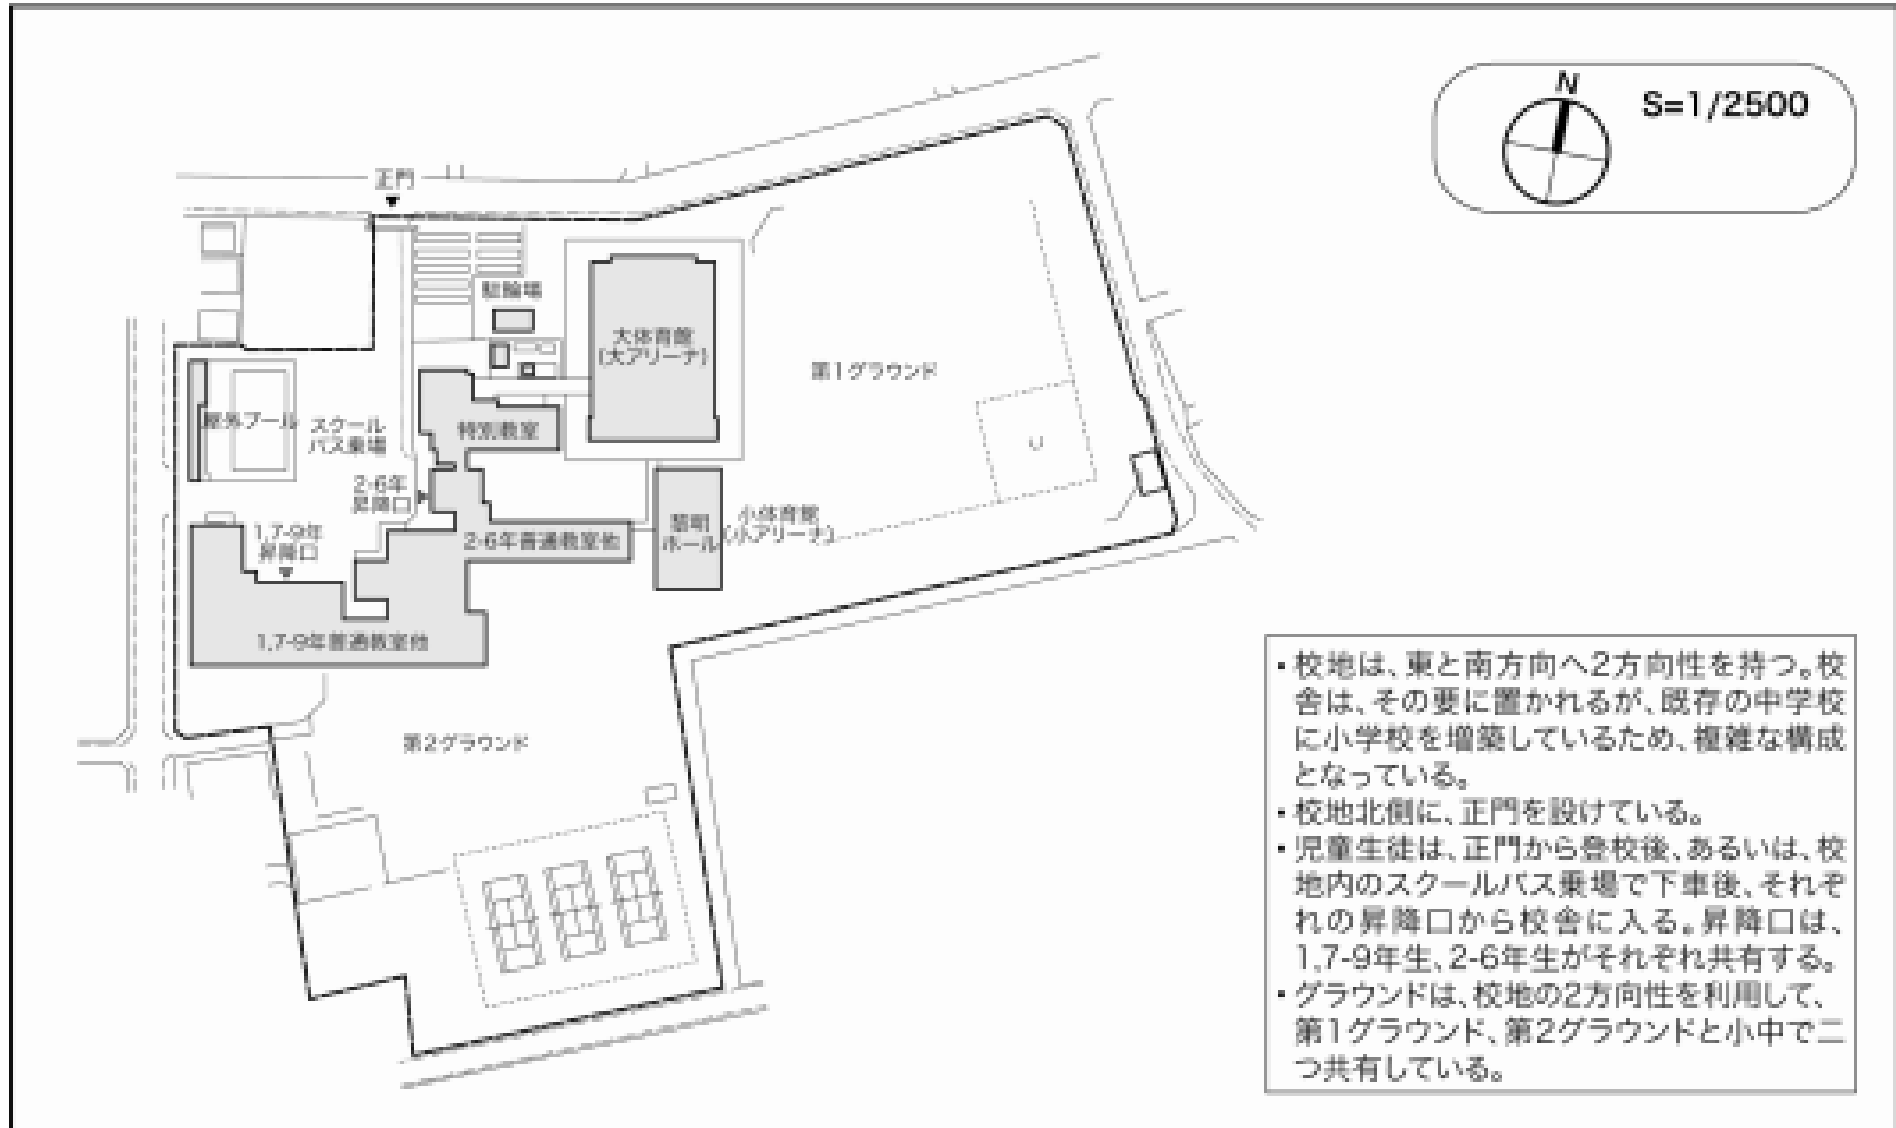 N
S=1/2500
正門
駐輪場
大体育館
(大アリーナ)
第1グラウンド
屋外プール
スクール
バス乗場
特別教室
2-6年
昇降口
1,7-9年
昇降口
2-6年普通教室他
ホール
小体育館
(小アリーナ)
1,7-9年普通教室他
第2グラウンド
・校地は、東と南方向へ2方向性を持つ。校
舎は、その要に置かれるが、既存の中学校
に小学校を増築しているため、複雑な構成
となっている。
・校地北側に、正門を設けている。
・児童生徒は、正門から登校後、あるいは、校
地内のスクールバス乗場で下車後、それぞ
れの昇降口から校舎に入る。昇降口は、
1,7-9年生、2-6年生がそれぞれ共有する。
・グラウンドは、校地の2方向性を利用して、
第1グラウンド、第2グラウンドと小中で二
つ共有している。